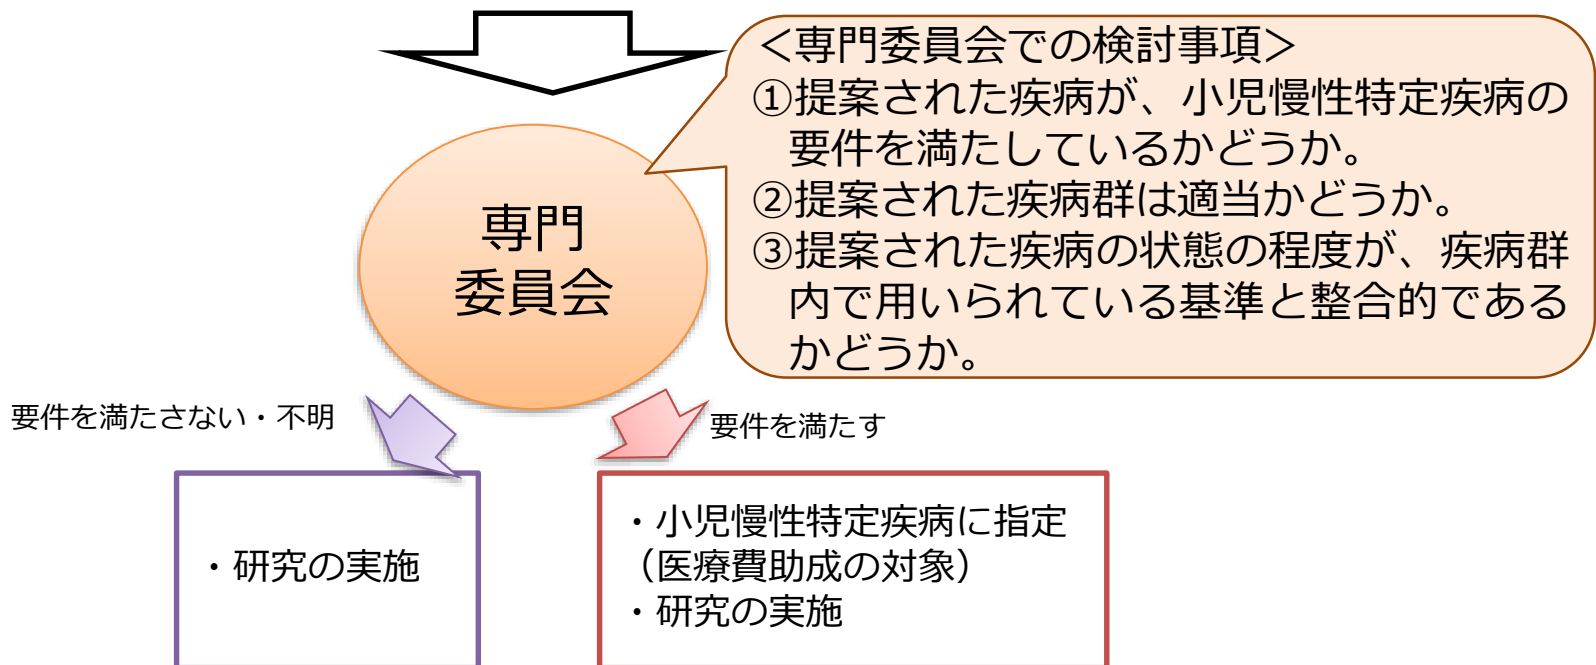 ＜専門委員会での検討事項＞
①提案された疾病が、小児慢性特定疾病の
要件を満たしているかどうか。
②提案された疾病群は適当かどうか。
③提案された疾病の状態の程度が、疾病群
内で用いられている基準と整合的である
かどうか。
専門
委員会
要件を満たさない・不明
要件を満たす
・研究の実施
・小児慢性特定疾病に指定
（医療費助成の対象）
・研究の実施